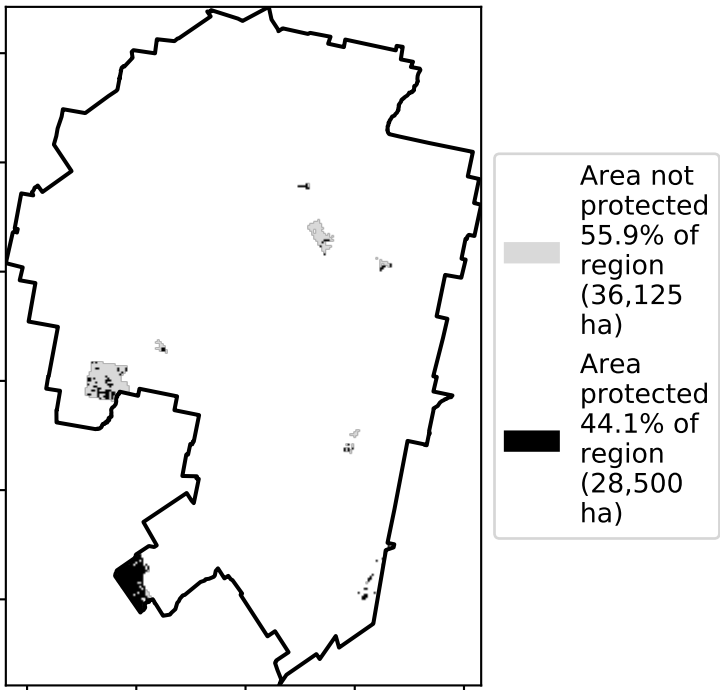 Area not
protected
55.9% of
region
(36,125
ha)
Area
protected
44.1% of
region
(28,500
ha)